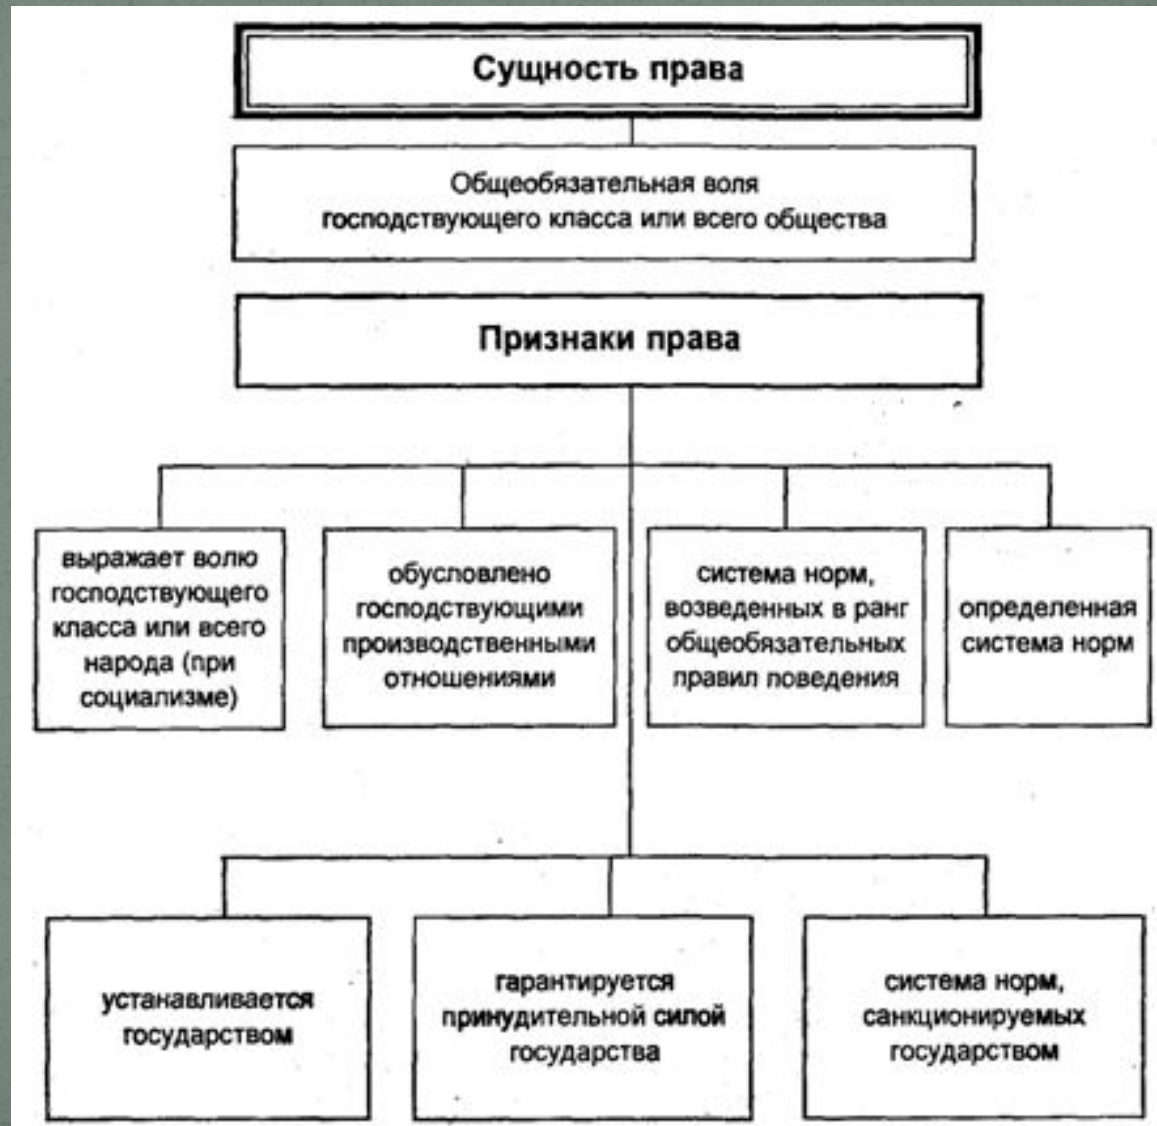 Сущность права
Общеобязательная воля
господствующего класса или всего общества
Признаки права
выражает волю
господствующего
класса или всего
народа (при
социализме)
обусловлено
господствующими
производственными
отношениями
система норм,
возведенных в ранг
общеобязательных
правил поведения
определенная
система норм
устанавливается
государством
гарантируется
принудительной силой
государства
система норм,
санкционируемых
государством